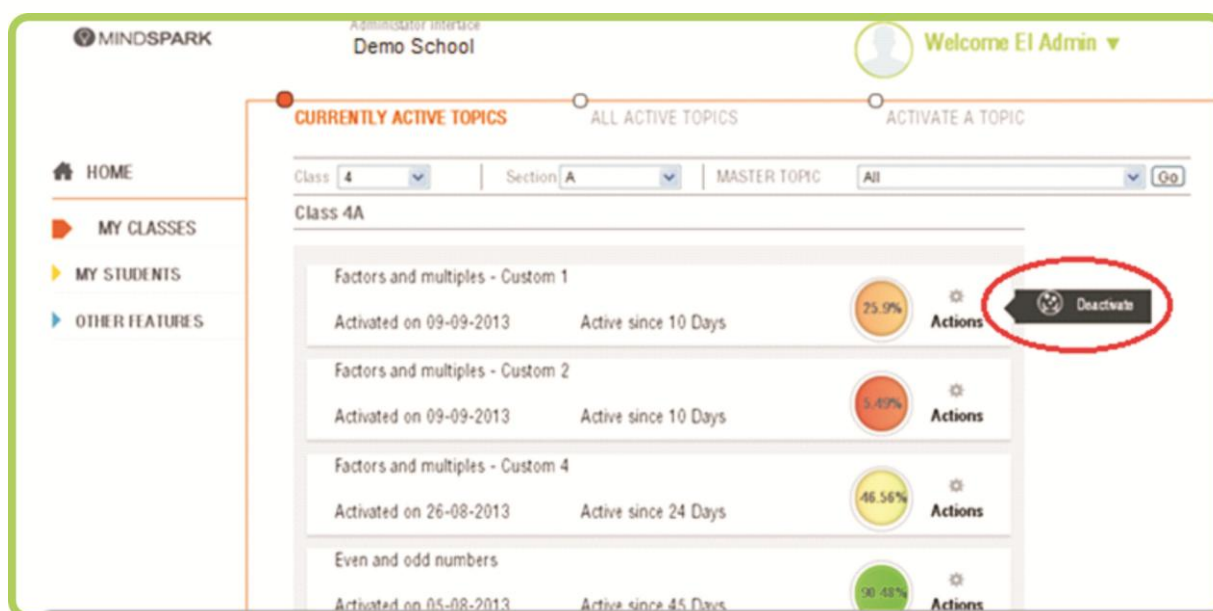 MINDSPARK
Administator Interface
Demo School
Welcome EI Admin
CURRENTLY ACTIVE TOPICS
ALL ACTIVE TOPICS
ACTIVATE A TOPIC
HOME
MY CLASSES
MY STUDENTS
OTHER FEATURES
Class 4 Section A MASTER TOPIC All Go
Class 4A
Factors and multiples - Custom 1
Activated on 09-09-2013 Active since 10 Days 25.9% Actions Deactivate
Factors and multiples - Custom 2
Activated on 09-09-2013 Active since 10 Days 5.49% Actions
Factors and multiples - Custom 4
Activated on 26-08-2013 Active since 24 Days 46.56% Actions
Even and odd numbers
Activated on 05-08-2013 Active since 45 Days 90.48% Actions